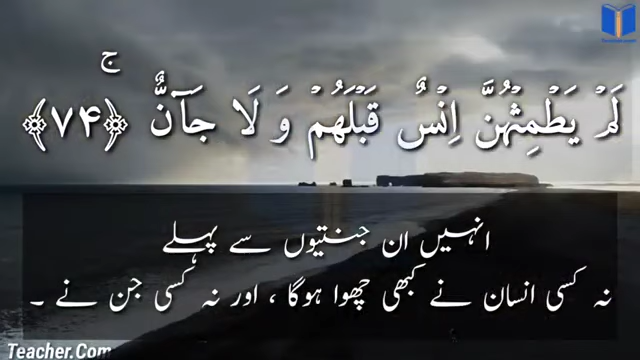 لَمْ يَطْمِثْهُنَّ اِنْسٌ قَبْلَهُمْ وَ لَا جَآنٌّ ۚ﴿۷۴﴾
انہیں ان جنتیوں سے پہلے
نہ کسی انسان نے کبھی چھوا ہوگا ، اور نہ کسی جن نے ۔
Teacher.Com